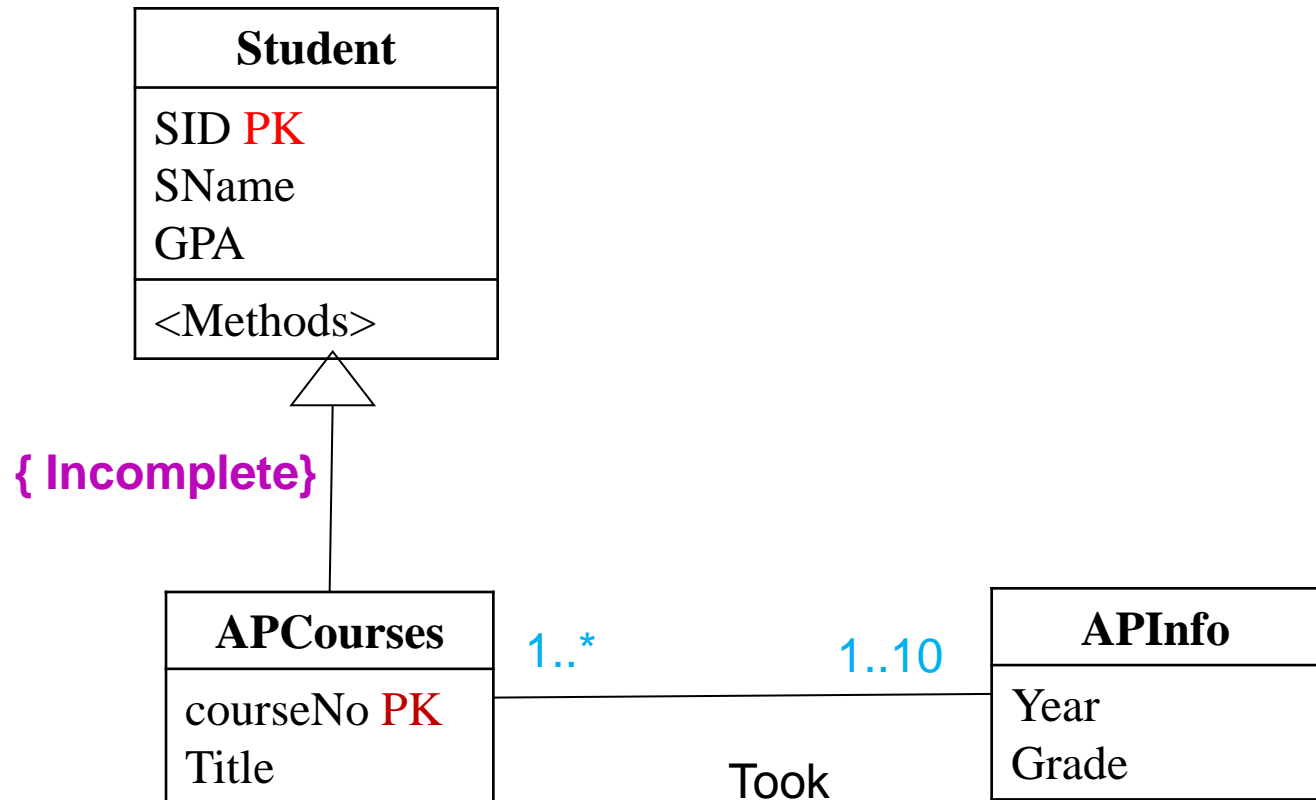 Student
SID PK
SName
GPA
<Methods>
{ Incomplete}
APCourses
courseNo PK
Title
1..*
1..10
Took
APInfo
Year
Grade